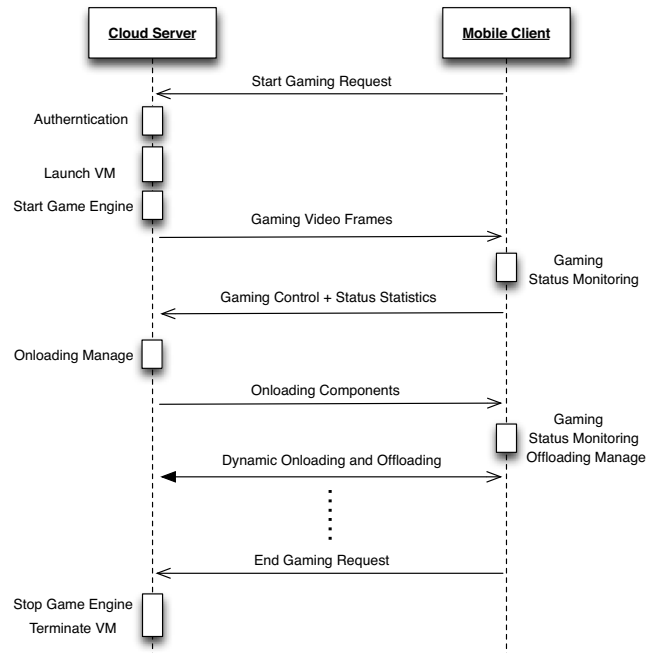 Cloud Server
Mobile Client
Start Gaming Request
Autherntication
Launch VM
Start Game Engine
Gaming Video Frames
Gaming
Status Monitoring
Gaming Control + Status Statistics
Onloading Manage
Onloading Components
Gaming
Status Monitoring
Offloading Manage
Dynamic Onloading and Offloading
End Gaming Request
Stop Game Engine
Terminate VM